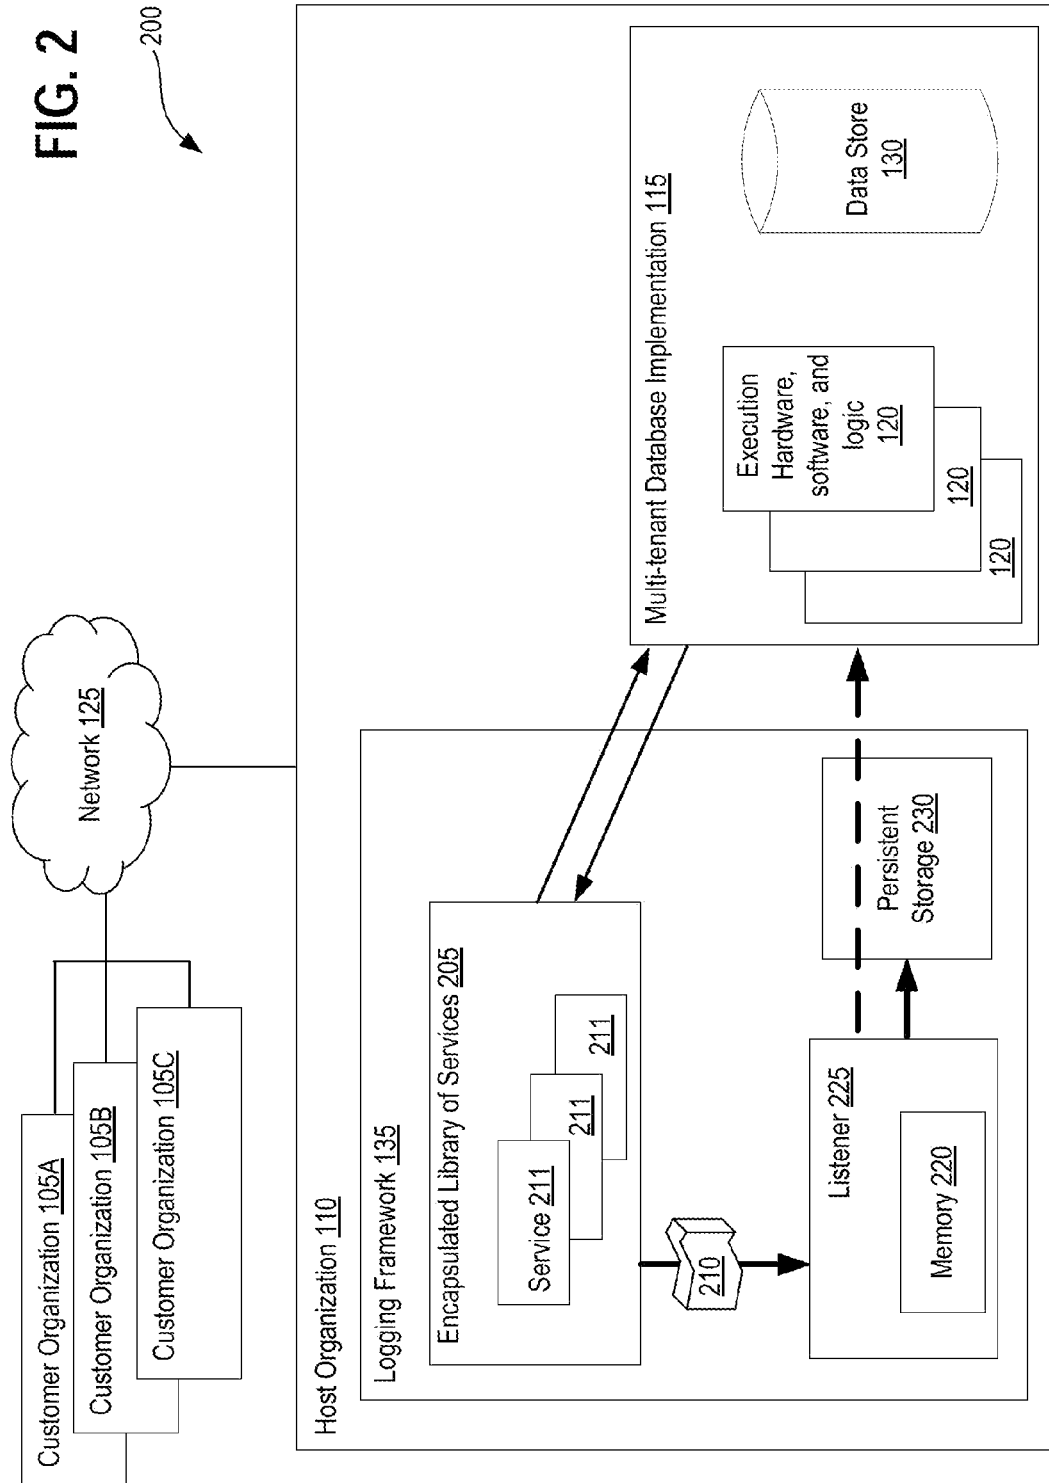 FIG. 2
200
Customer Organization 105A
Customer Organization 105B
Customer Organization 105C
Network 125
Host Organization 110
Logging Framework 135
Encapsulated Library of Services 205
Service 211
211
211
210
Listener 225
Memory 220
Persistent
Storage 230
Multi-tenant Database Implementation 115
Execution
Hardware,
software, and
logic
120
120
120
Data Store
130